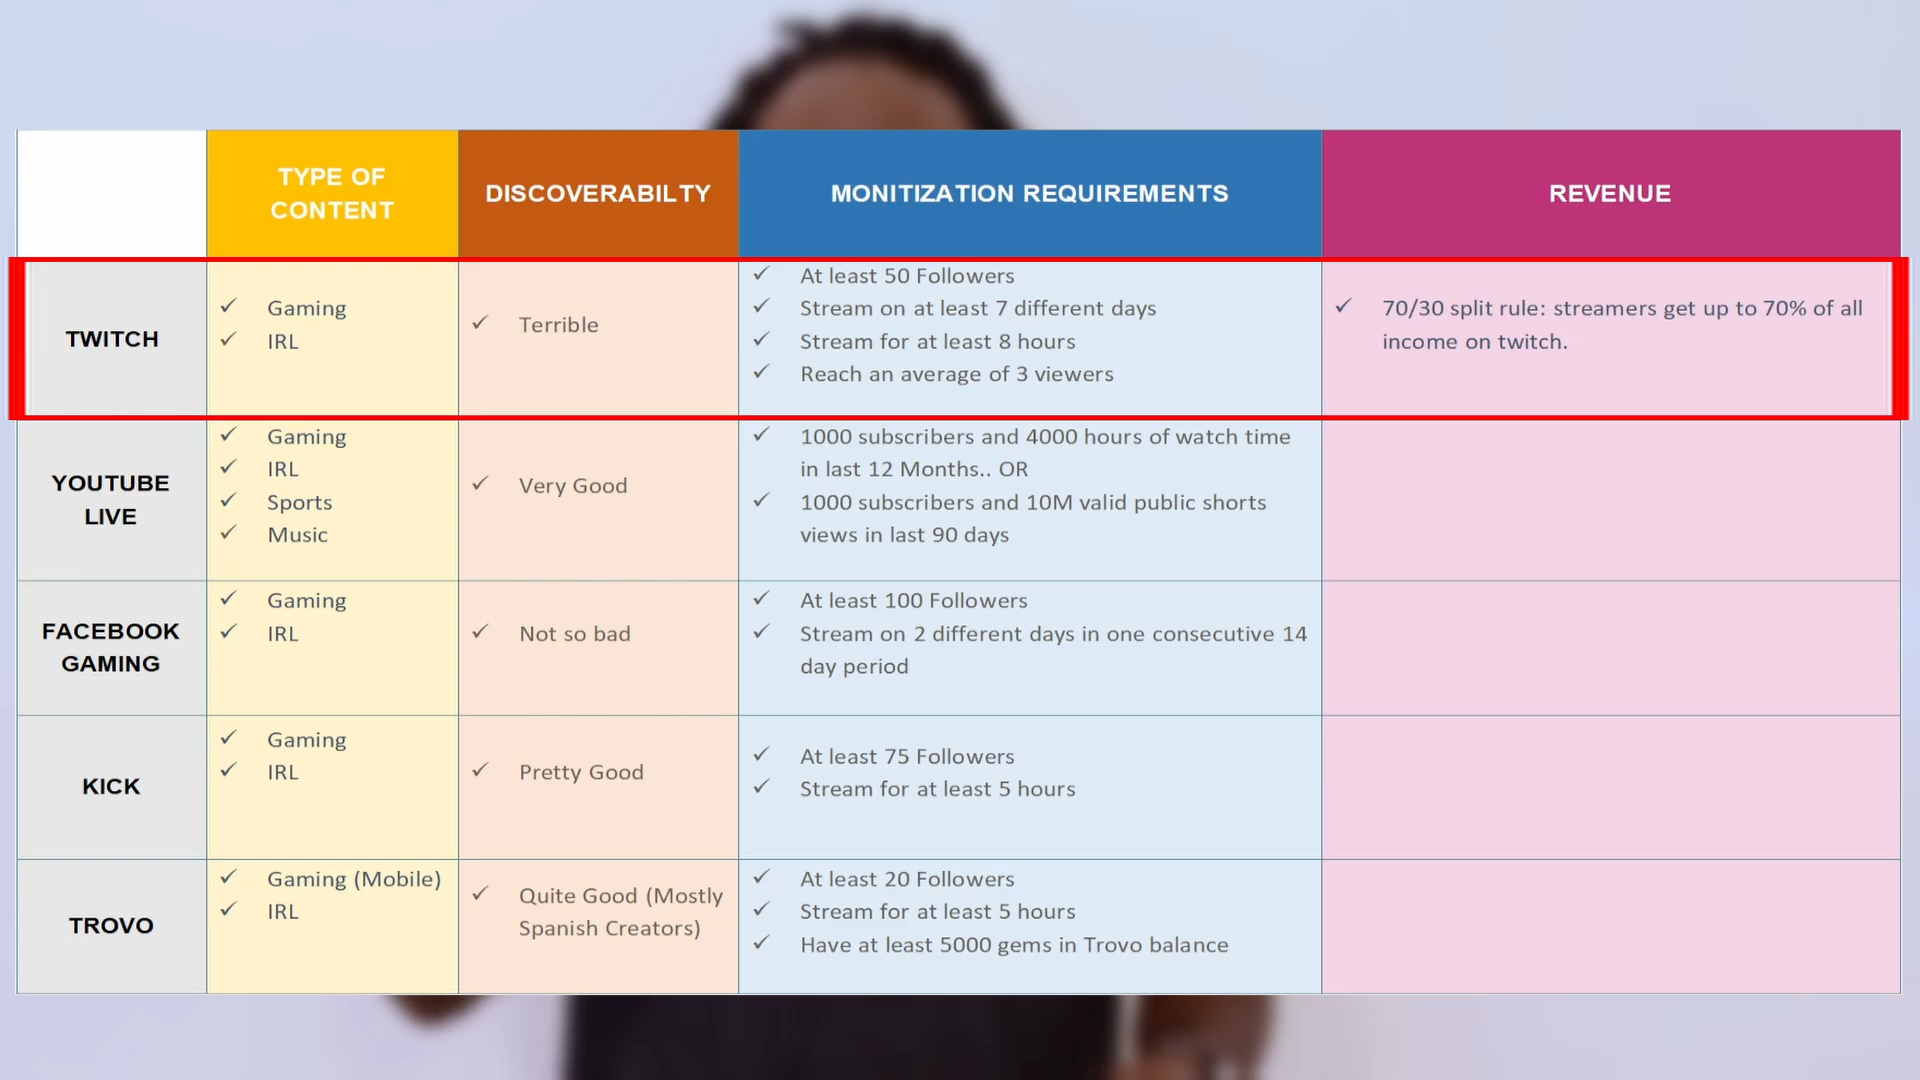 TYPE OF
CONTENT
DISCOVERABILTY
MONITIZATION REQUIREMENTS
REVENUE
TWITCH
✓ Gaming
✓ IRL
✓ Terrible
✓ At least 50 Followers
✓ Stream on at least 7 different days
✓ Stream for at least 8 hours
✓ Reach an average of 3 viewers
✓ 70/30 split rule: streamers get up to 70% of all
income on twitch.
YOUTUBE
LIVE
✓ Gaming
✓ IRL
✓ Sports
✓ Music
✓ Very Good
✓ 1000 subscribers and 4000 hours of watch time
in last 12 Months.. OR
✓ 1000 subscribers and 10M valid public shorts
views in last 90 days
FACEBOOK
GAMING
✓ Gaming
✓ IRL
✓ Not so bad
✓ At least 100 Followers
✓ Stream on 2 different days in one consecutive 14
day period
KICK
✓ Gaming
✓ IRL
✓ Pretty Good
✓ At least 75 Followers
✓ Stream for at least 5 hours
TROVO
✓ Gaming (Mobile)
✓ IRL
✓ Quite Good (Mostly
Spanish Creators)
✓ At least 20 Followers
✓ Stream for at least 5 hours
✓ Have at least 5000 gems in Trovo balance